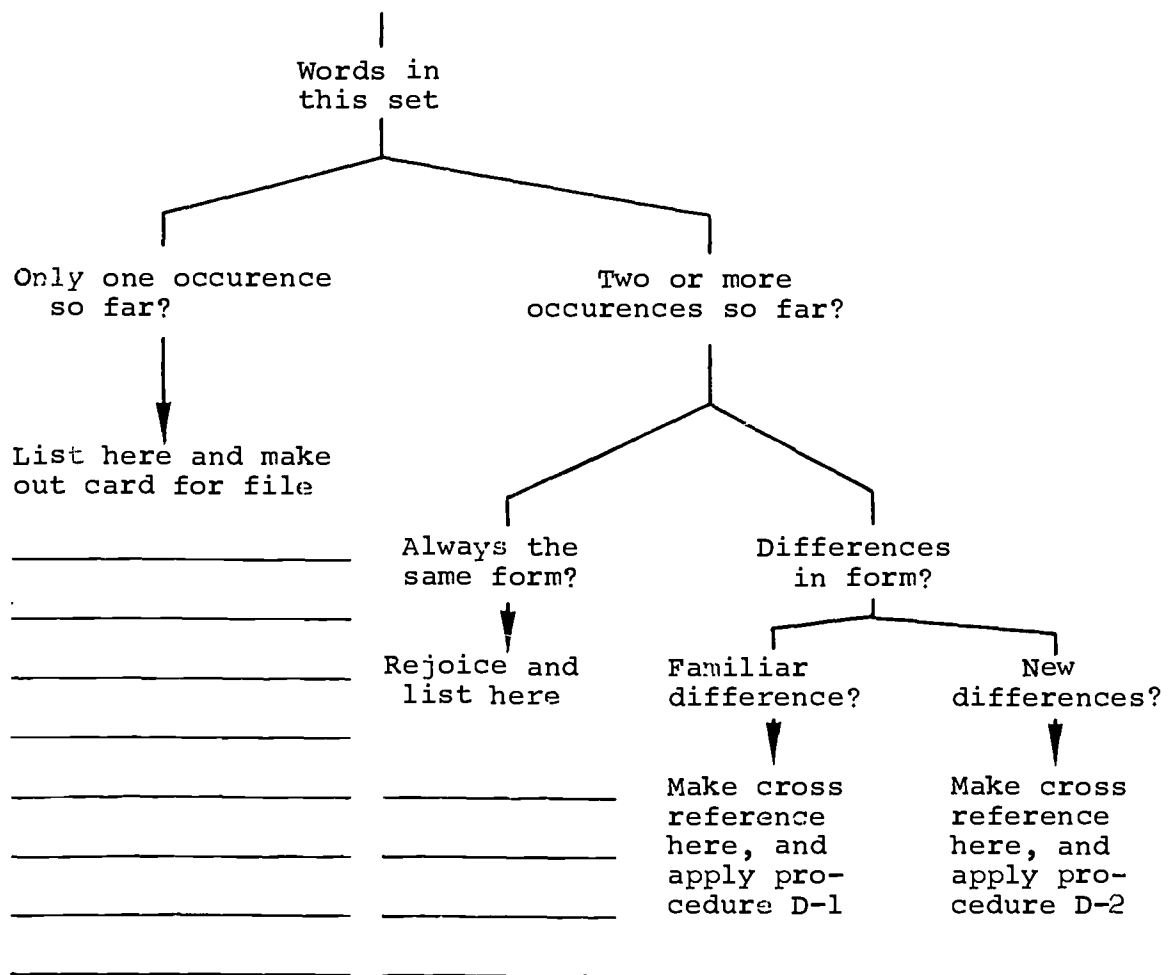 Words in
this set
Only one occurence
so far?
Two or more
occurences so far?
List here and make
out card for file
Always the
same form?
Differences
in form?
Rejoice and
list here
Familiar
difference?
New
differences?
Make cross
reference
here, and
apply pro-
cedure D-1
Make cross
reference
here, and
apply pro-
cedure D-2